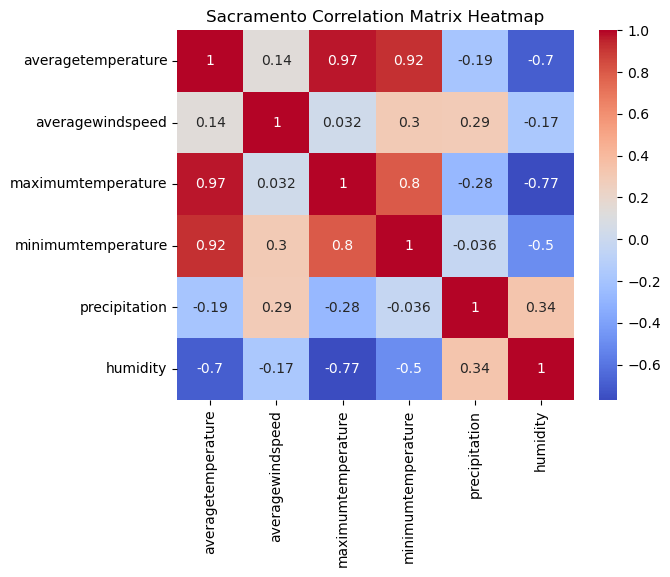 Sacramento Correlation Matrix Heatmap
averagetemperature 1 0.14 0.97 0.92 -0.19 -0.7
averagewindspeed 0.14 1 0.032 0.3 0.29 -0.17
maximumtemperature 0.97 0.032 1 0.8 -0.28 -0.77
minimumtemperature 0.92 0.3 0.8 1 -0.036 -0.5
precipitation -0.19 0.29 -0.28 -0.036 1 0.34
humidity -0.7 -0.17 -0.77 -0.5 0.34 1
averagetemperature
averagewindspeed
maximumtemperature
minimumtemperature
precipitation
humidity
1.0
0.8
0.6
0.4
0.2
0.0
−0.2
−0.4
−0.6